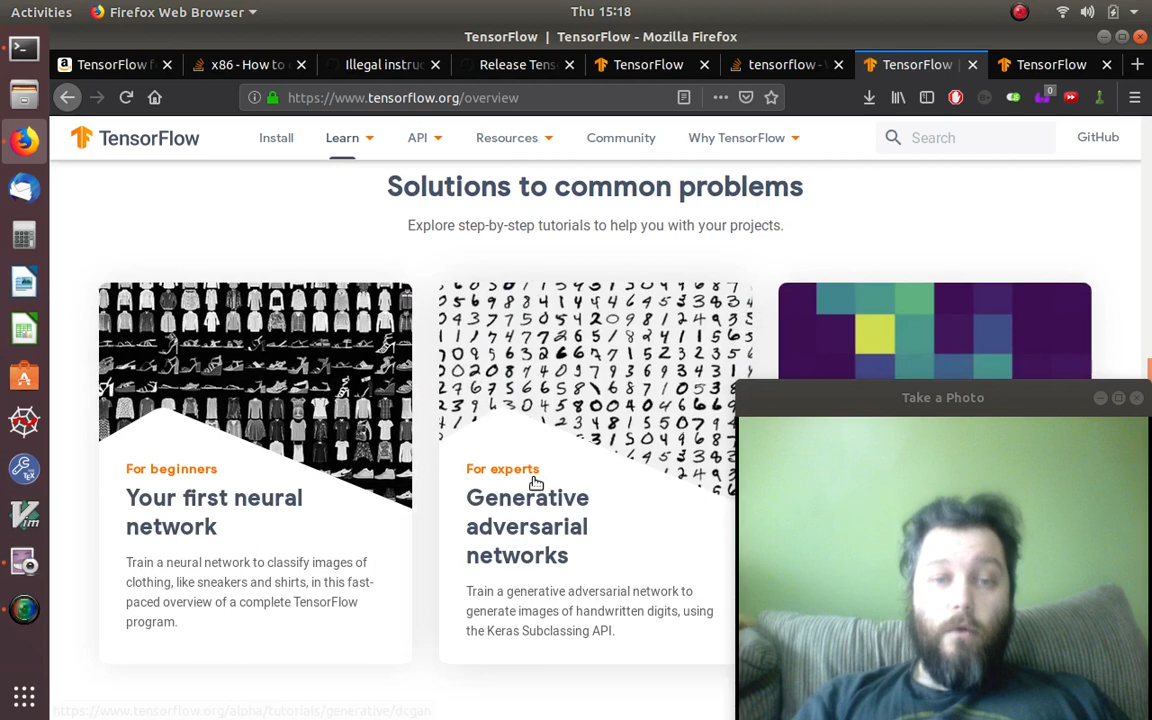 Activities Firefox Web Browser Thu 15:18
TensorFlow | TensorFlow - Mozilla Firefox
TensorFlow f x86 - How to Illegal instruc Release Tens TensorFlow tensorflow - TensorFlow | TensorFlow
https://www.tensorflow.org/overview 0
TensorFlow Install Learn API Resources Community Why TensorFlow Search GitHub
Solutions to common problems
Explore step-by-step tutorials to help you with your projects.
For beginners
Your first neural
network
Train a neural network to classify images of
clothing, like sneakers and shirts, in this fast-
paced overview of a complete TensorFlow
program.
For experts
Generative
adversarial
networks
Train a generative adversarial network to
generate images of handwritten digits, using
the Keras Subclassing API.
Take a Photo
https://www.tensorflow.org/alpha/tutorials/generative/dcgan